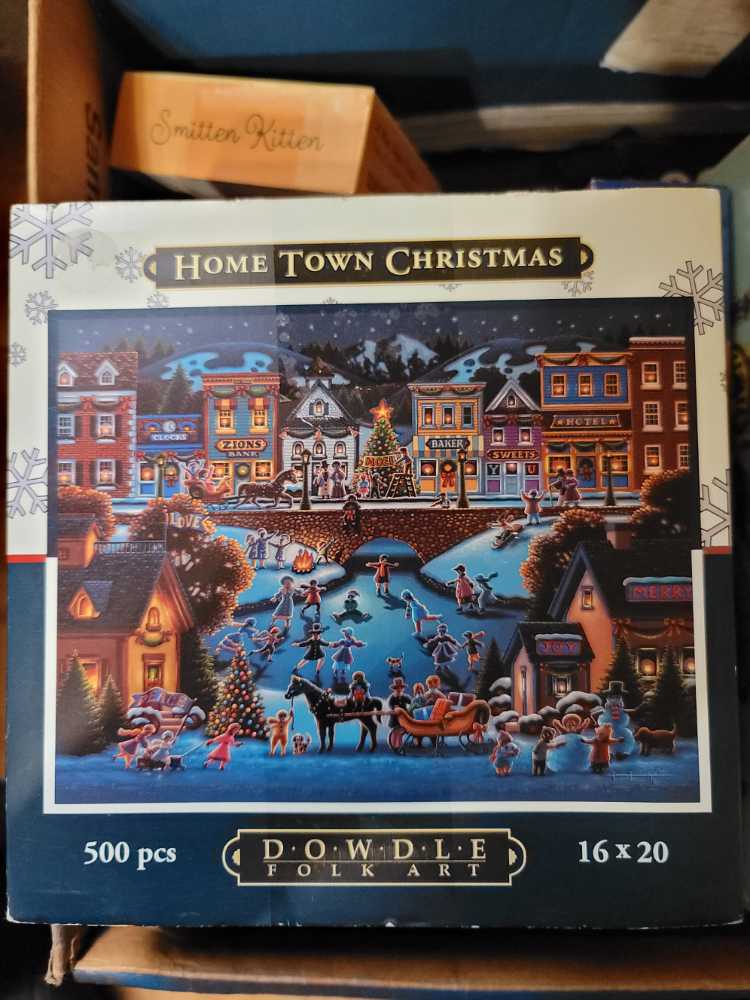 Smitten Kitten
HOME TOWN CHRISTMAS
CLOCKS
ZIONS
BANK
NOEL
BAKER
SWEETS
Y U
HOTEL
LOVE
MERRY
JOY
500 pcs
D·O·W·D·L·E
FOLK ART
16 x 20